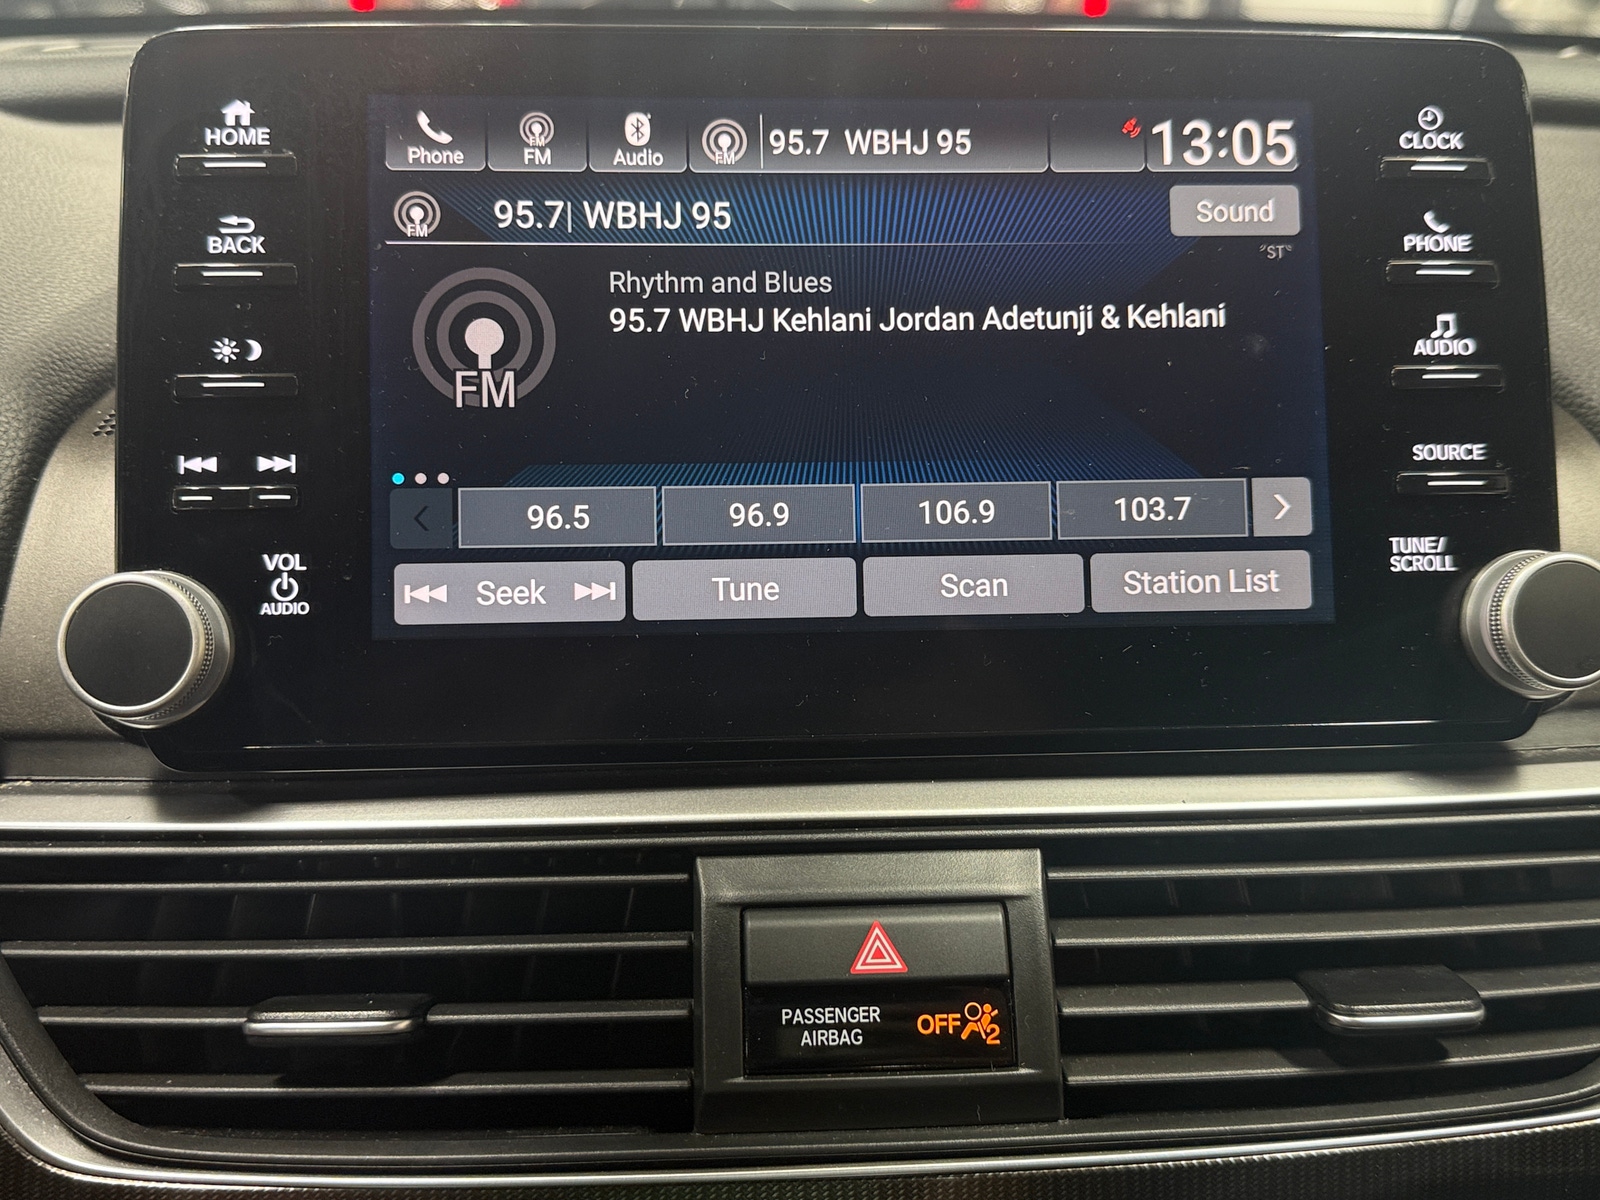 HOME
BACK
VOL
AUDIO
Phone
FM
FM
Audio
FM
95.7 WBHJ 95
13:05
FM
95.7| WBHJ 95
Sound
"ST"
FM
Rhythm and Blues
95.7 WBHJ Kehlani Jordan Adetunji & Kehlani
96.5
96.9
106.9
103.7
Seek
Tune
Scan
Station List
CLOCK
PHONE
AUDIO
SOURCE
TUNE/
SCROLL
PASSENGER
AIRBAG
OFF
2